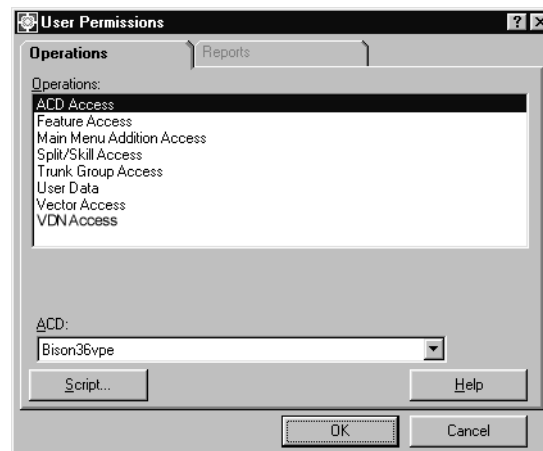 User Permissions
Operations Reports
Operations:
ACD Access
Feature Access
Main Menu Addition Access
Split/Skill Access
Trunk Group Access
User Data
Vector Access
VDN Access
ACD:
Bison36vpe
Script... Help
OK Cancel